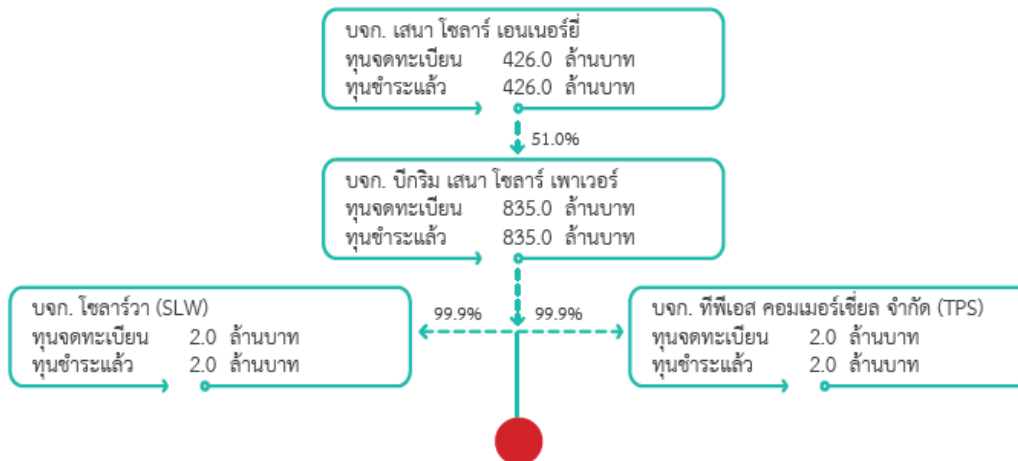 บจก. เสนา โซลาร์ เอนเนอร์ยี่
ทุนจดทะเบียน 426.0 ล้านบาท
ทุนชำระแล้ว 426.0 ล้านบาท
51.0%
บจก. บีกริม เสนา โซลาร์ เพาเวอร์
ทุนจดทะเบียน 835.0 ล้านบาท
ทุนชำระแล้ว 835.0 ล้านบาท
บจก. โซลาร์วา (SLW)
ทุนจดทะเบียน 2.0 ล้านบาท
ทุนชำระแล้ว 2.0 ล้านบาท
99.9% 99.9%
บจก. ทีพีเอส คอมเมอร์เชี่ยล จำกัด (TPS)
ทุนจดทะเบียน 2.0 ล้านบาท
ทุนชำระแล้ว 2.0 ล้านบาท